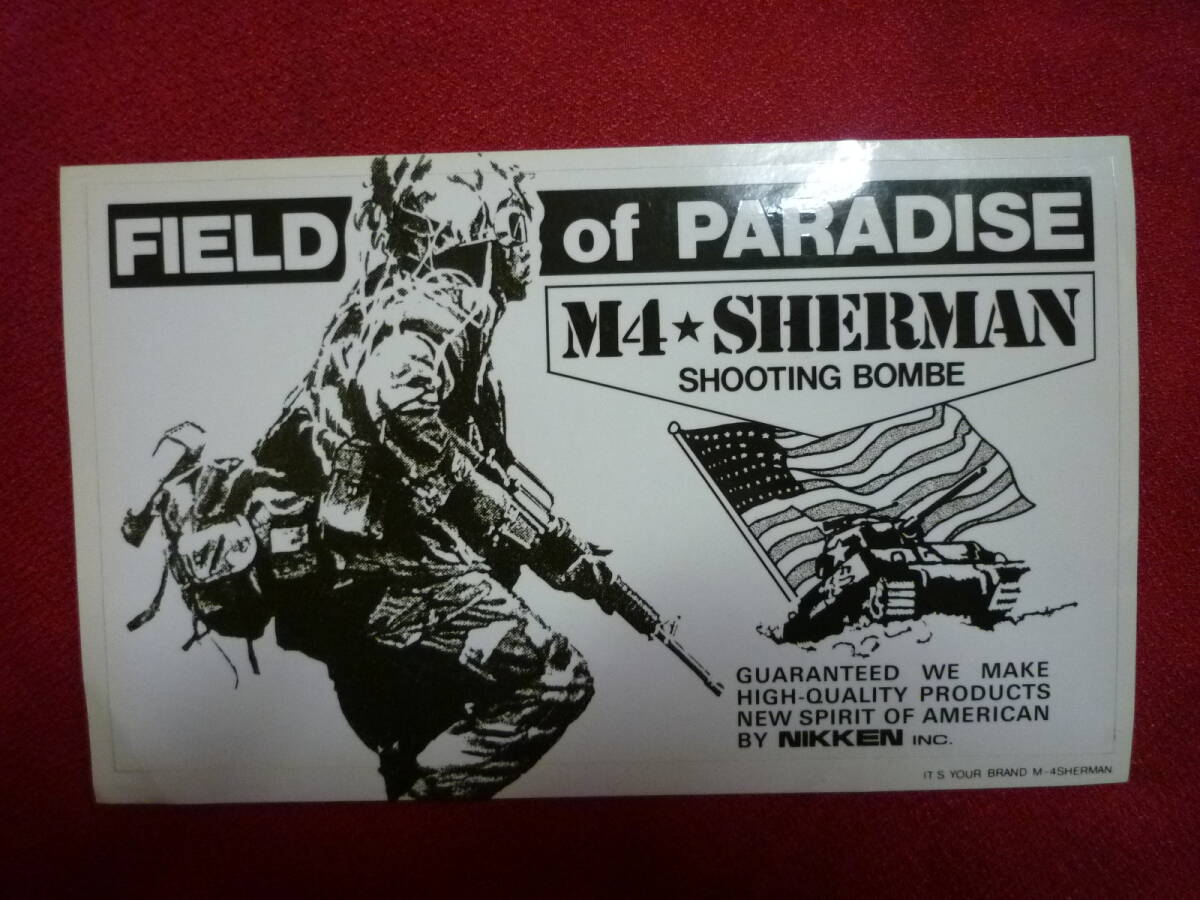 FIELD of PARADISE
M4★SHERMAN
SHOOTING BOMBE
GUARANTEED WE MAKE
HIGH-QUALITY PRODUCTS
NEW SPIRIT OF AMERICAN
BY NIKKEN INC.
IT S YOUR BRAND M-4SHERMAN